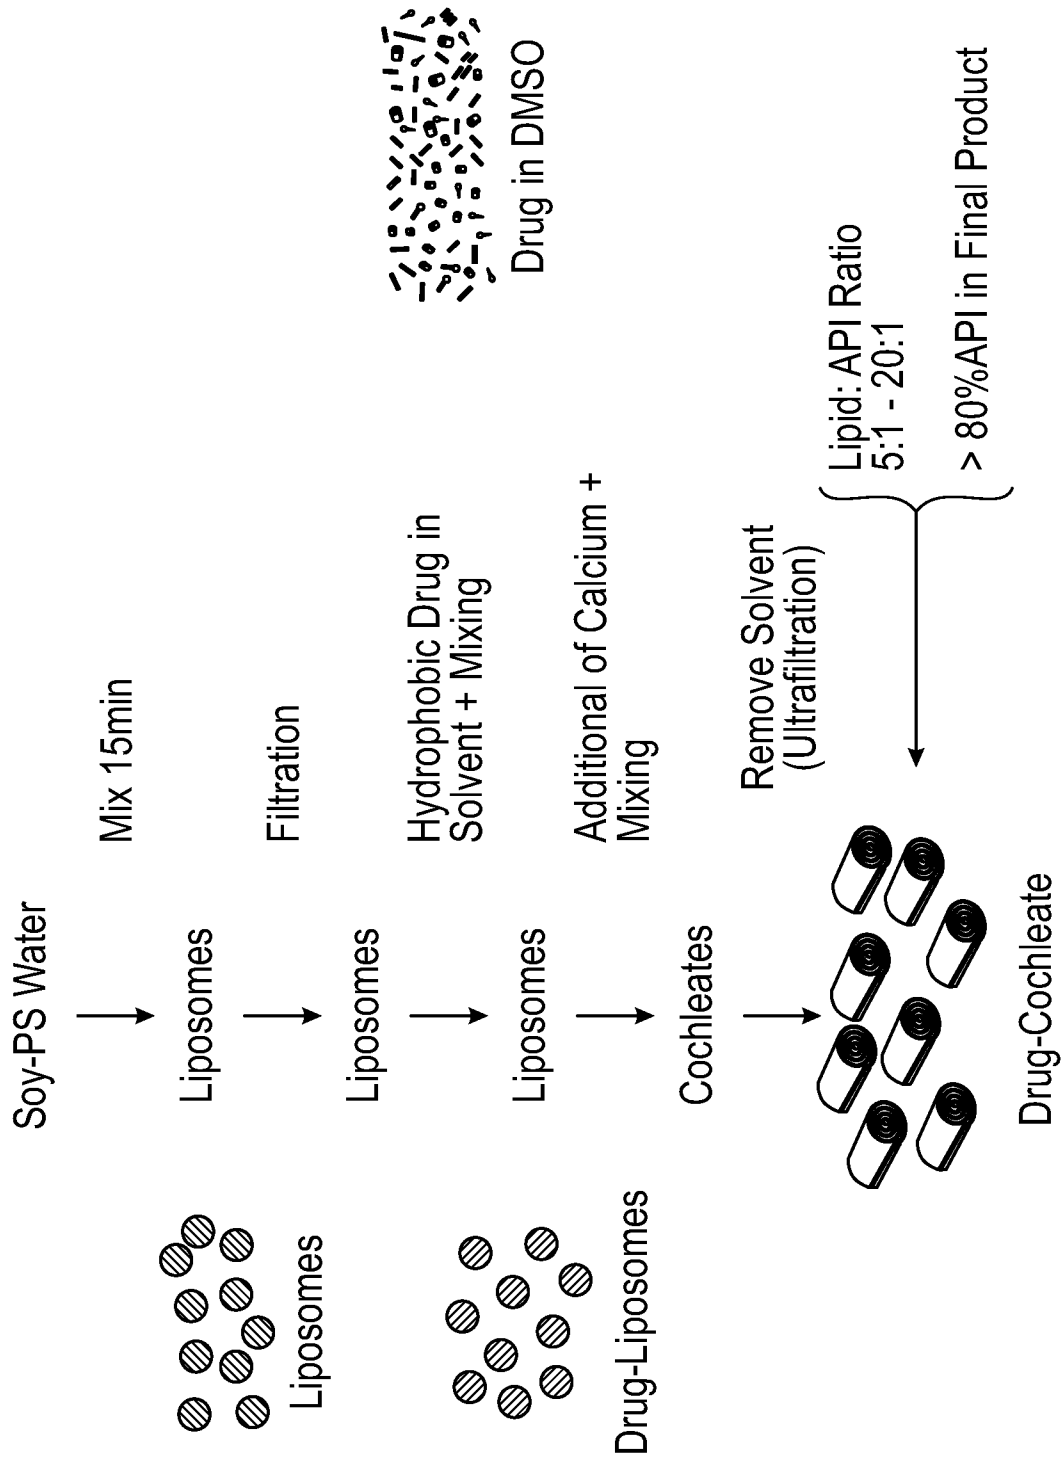 Soy-PS Water
Mix 15min
Liposomes
Liposomes
Filtration
Liposomes
Hydrophobic Drug in
Solvent + Mixing
Drug in DMSO
Liposomes
Drug-Liposomes
Additional of Calcium +
Mixing
Cochleates
Remove Solvent
(Ultrafiltration)
Lipid: API Ratio
5:1 - 20:1
> 80%API in Final Product
Drug-Cochleate